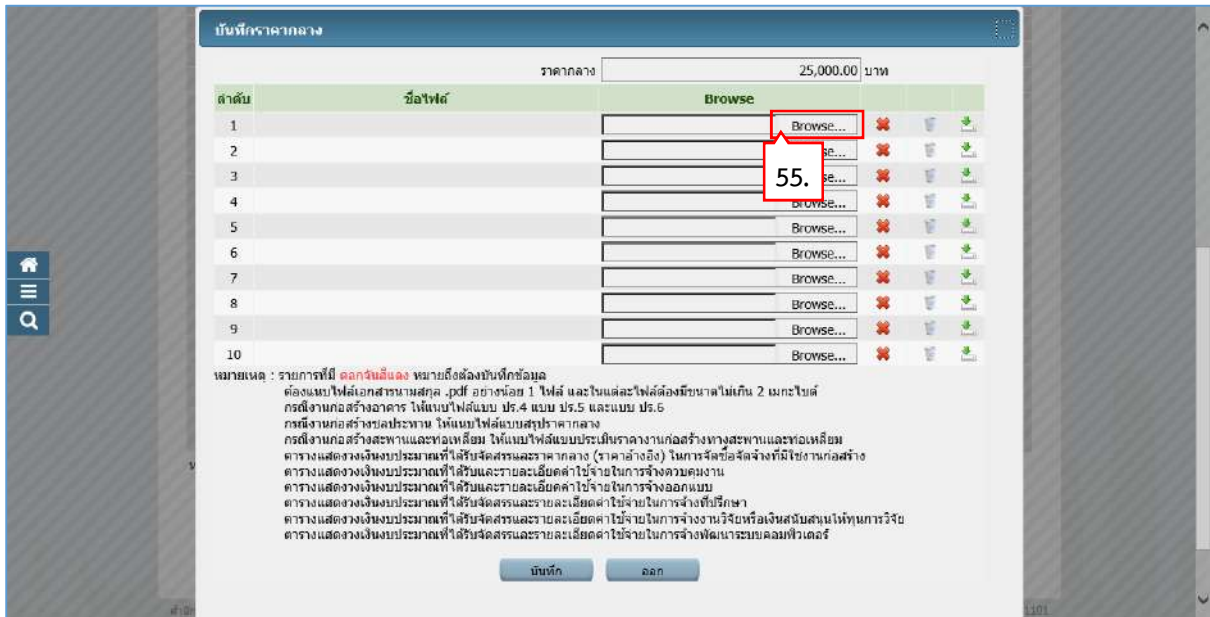 บันทึกราคากลาง
ราคากลาง 25,000.00 บาท
ลำดับ ชื่อไฟล์ Browse
1 Browse...
2 se...
3 se...
55.
4 Browse...
5 Browse...
6 Browse...
7 Browse...
8 Browse...
9 Browse...
10 Browse...
หมายเหตุ : รายการที่มี ดอกจันสีแดง หมายถึงต้องบันทึกข้อมูล
ต้องแนบไฟล์เอกสารนามสกุล .pdf อย่างน้อย 1 ไฟล์ และในแต่ละไฟล์ต้องมีขนาดไม่เกิน 2 เมกะไบต์
กรณีงานก่อสร้างอาคาร ให้แนบไฟล์แบบ ปร.4 แบบ ปร.5 และแบบ ปร.6
กรณีงานก่อสร้างชลประทาน ให้แนบไฟล์แบบสรุปราคากลาง
กรณีงานก่อสร้างสะพานและท่อเหลี่ยม ให้แนบไฟล์แบบประเมินราคางานก่อสร้างทางสะพานและท่อเหลี่ยม
ตารางแสดงวงเงินงบประมาณที่ได้รับจัดสรรและราคากลาง (ราคาอ้างอิง) ในการจัดซื้อจัดจ้างที่มิใช่งานก่อสร้าง
ตารางแสดงวงเงินงบประมาณที่ได้รับและรายละเอียดค่าใช้จ่ายในการจ้างควบคุมงาน
ตารางแสดงวงเงินงบประมาณที่ได้รับจัดสรรและรายละเอียดค่าใช้จ่ายในการจ้างออกแบบ
ตารางแสดงวงเงินงบประมาณที่ได้รับจัดสรรและรายละเอียดค่าใช้จ่ายในการจ้างที่ปรึกษา
ตารางแสดงวงเงินงบประมาณที่ได้รับจัดสรรและรายละเอียดค่าใช้จ่ายในการจ้างงานวิจัยหรือเงินสนับสนุนให้ทุนการวิจัย
ตารางแสดงวงเงินงบประมาณที่ได้รับจัดสรรและรายละเอียดค่าใช้จ่ายในการจ้างพัฒนาระบบคอมพิวเตอร์
บันทึก ออก